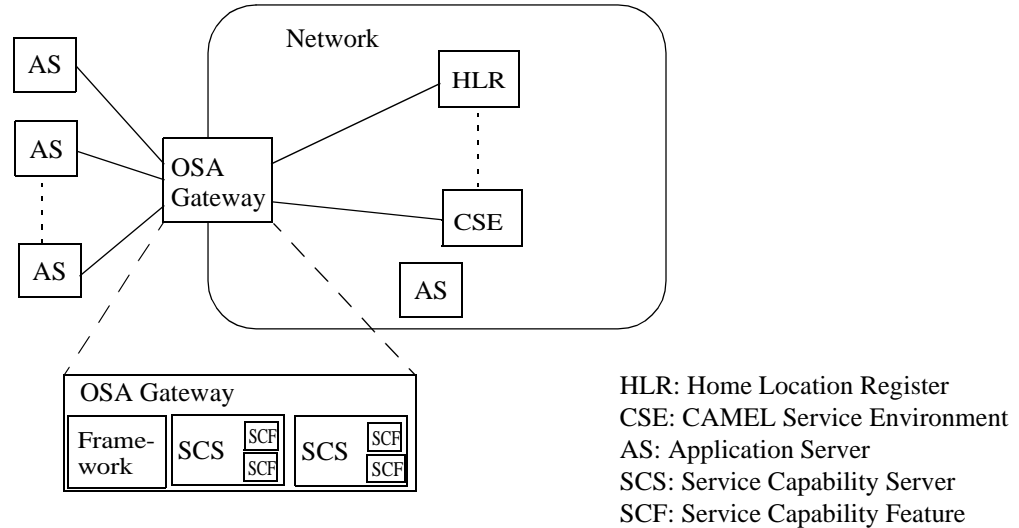 Network
AS
HLR
AS
OSA
Gateway
CSE
AS
AS
OSA Gateway
Frame-
work
SCS
SCF
SCF
SCS
SCF
SCF
HLR: Home Location Register
CSE: CAMEL Service Environment
AS: Application Server
SCS: Service Capability Server
SCF: Service Capability Feature